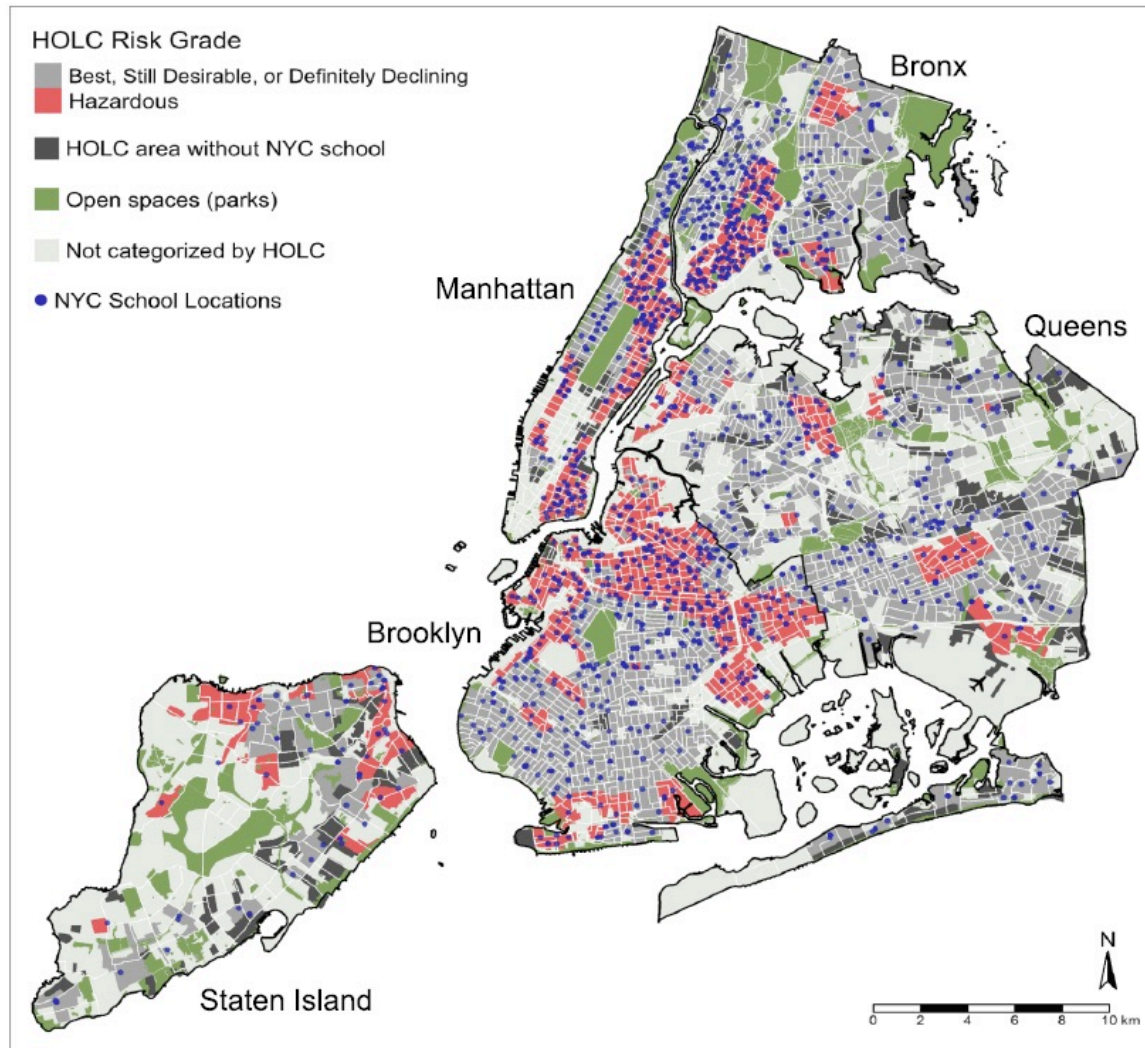 HOLC Risk Grade
Best, Still Desirable, or Definitely Declining
Hazardous
HOLC area without NYC school
Open spaces (parks)
Not categorized by HOLC
NYC School Locations
Bronx
Manhattan
Queens
Brooklyn
Staten Island
N
0 2 4 6 8 10 km